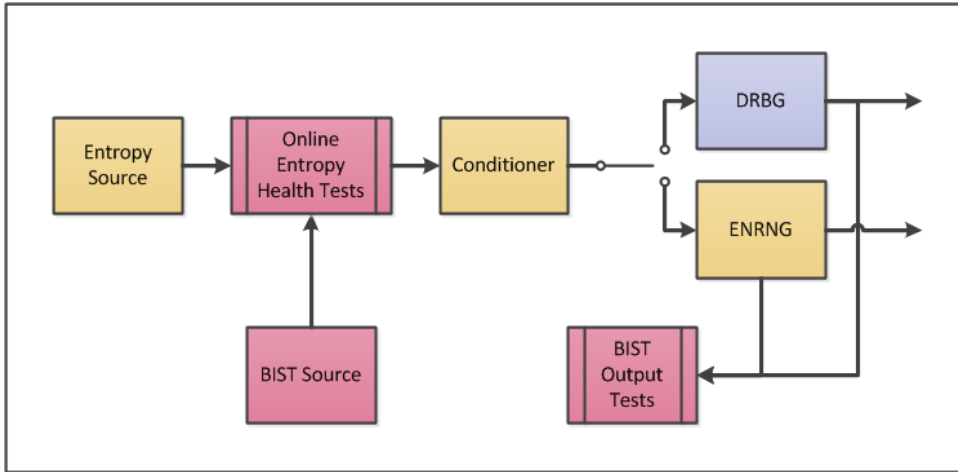 Entropy
Source
Online
Entropy
Health Tests
Conditioner
DRBG
ENRNG
BIST Source
BIST
Output
Tests